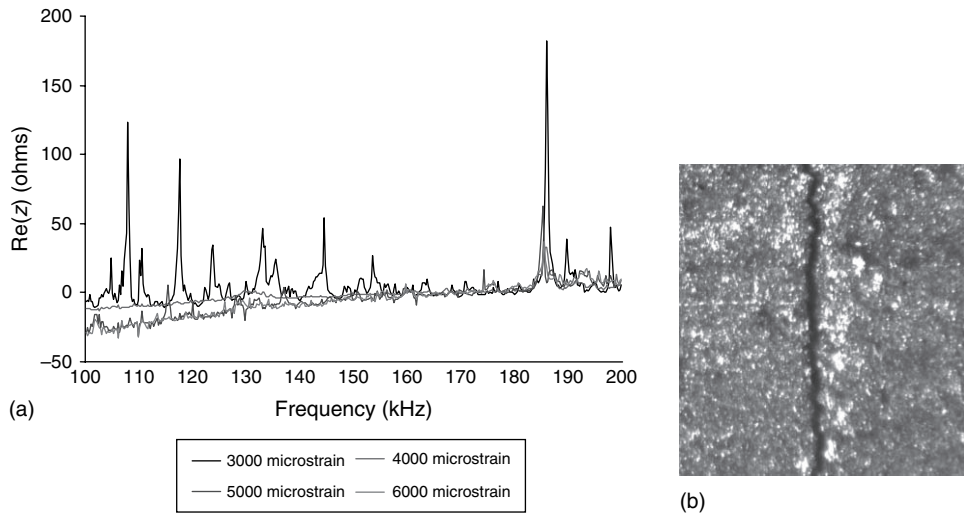 200
150
100
50
0
–50
Re(z) (ohms)
100 110 120 130 140 150 160 170 180 190 200
(a)
Frequency (kHz)
3000 microstrain 4000 microstrain
5000 microstrain 6000 microstrain
(b)